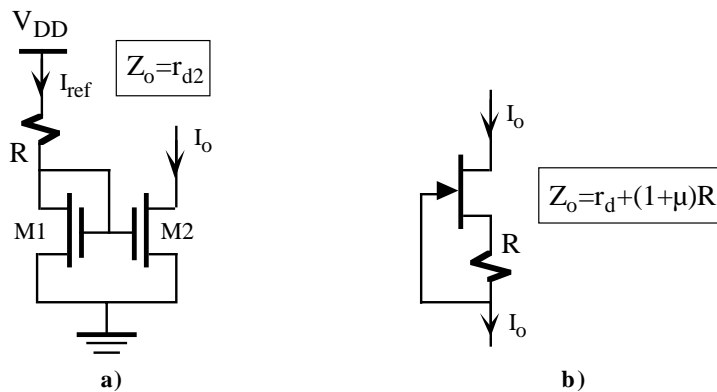 V_DD
I_ref
Z_o=r_d2
R
I_o
M1
M2
a)
I_o
Z_o=r_d+(1+μ)R
R
I_o
b)